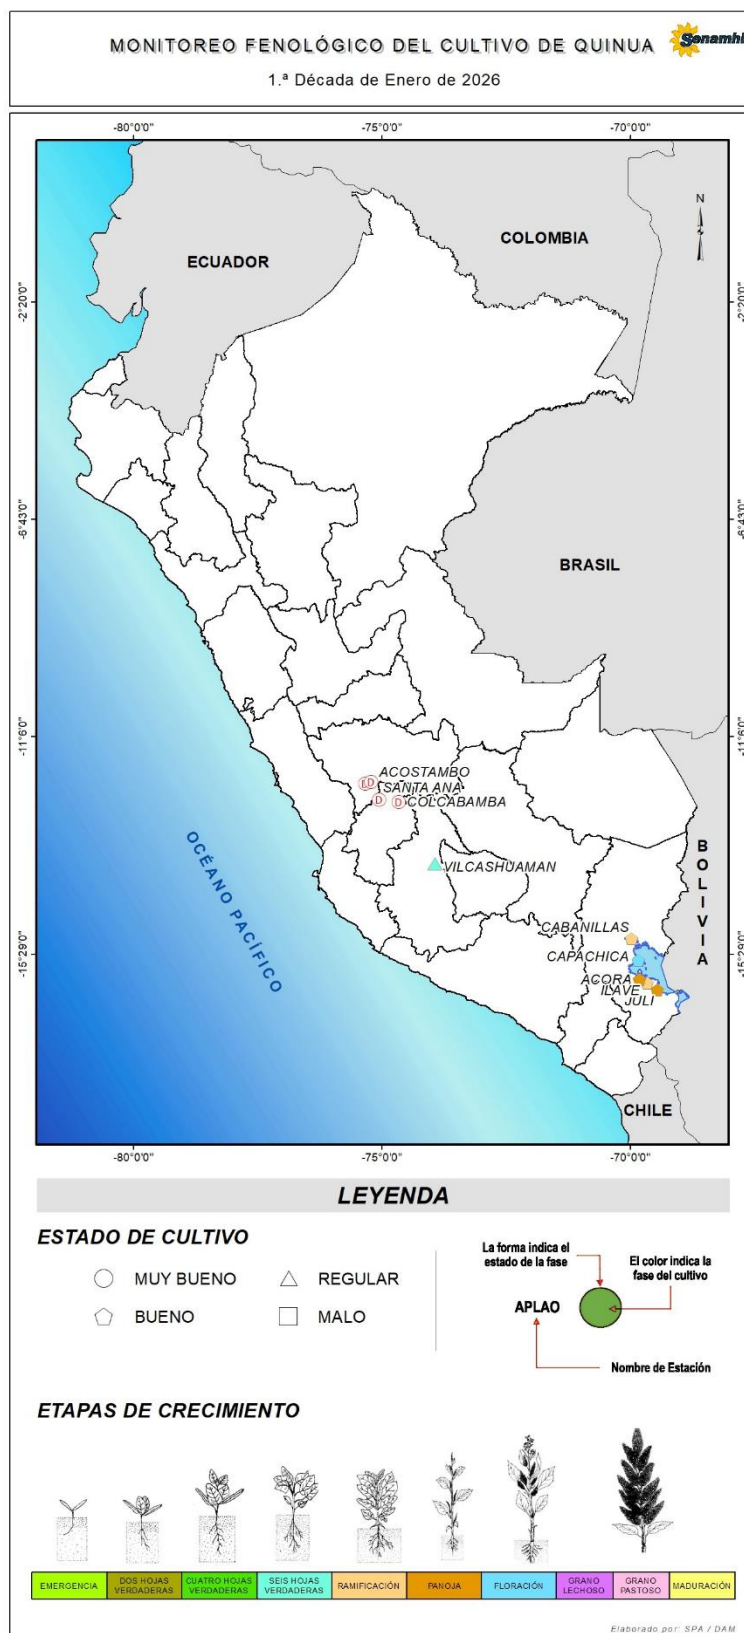 MONITOREO FENOLÓGICO DEL CULTIVO DE QUINUA
Senamhi
1.ª Década de Enero de 2026
-80°0'0"
-75°0'0"
-70°0'0"
N
COLOMBIA
ECUADOR
-2°20'0"
-2°20'0"
-6°43'0"
-6°43'0"
BRASIL
-11°6'0"
-11°6'0"
ACOSTAMBO
D
SANTA ANA
D
D
COLCABAMBA
OCÉANO PACÍFICO
BOLIVIA
VILCASHUAMAN
CABANILLAS
CAPACHICA
-15°29'0"
-15°29'0"
ACORA
ILAVE
JULI
CHILE
-80°0'0"
-75°0'0"
-70°0'0"
LEYENDA
ESTADO DE CULTIVO
MUY BUENO
REGULAR
BUENO
MALO
La forma indica el
estado de la fase
El color indica la
fase del cultivo
APLAO
Nombre de Estación
ETAPAS DE CRECIMIENTO
EMERGENCIA
DOS HOJAS
VERDADERAS
CUATRO HOJAS
VERDADERAS
SEIS HOJAS
VERDADERAS
RAMIFICACIÓN
PANOJA
FLORACIÓN
GRANO
LECHOSO
GRANO
PASTOSO
MADURACIÓN
Elaborado por: SPA / DAM